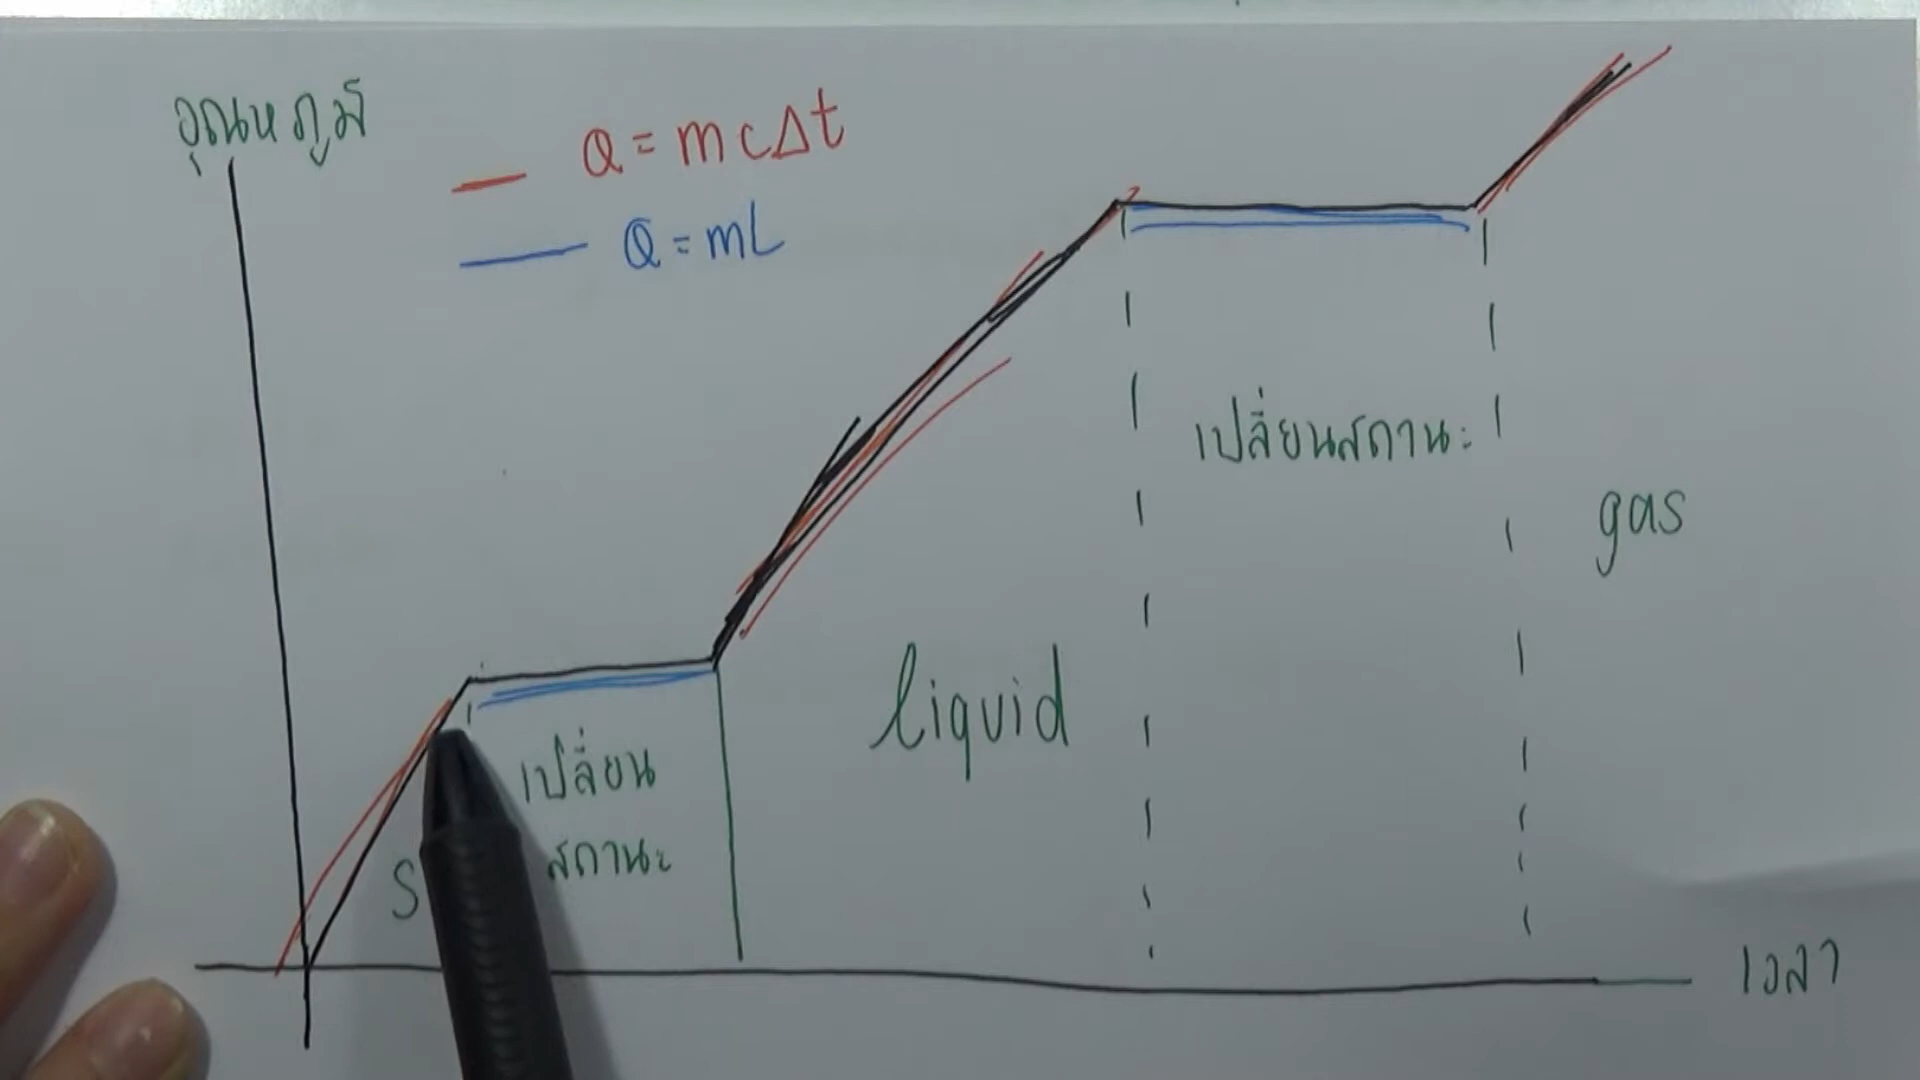 อุณหภูมิ
Q = mcΔt
Q = mL
เปลี่ยนสถานะ
gas
liquid
เปลี่ยน
สถานะ
เวลา